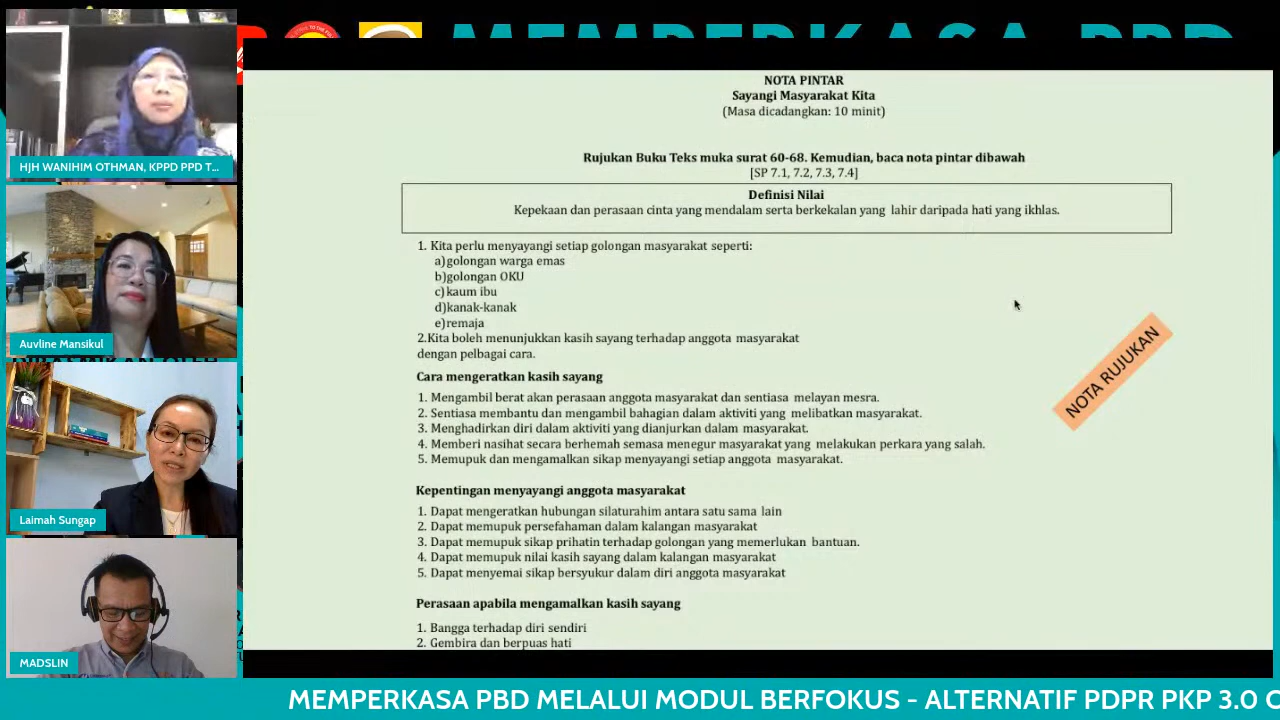 MEMPERKASA PBD
HJH WANIHIM OTHMAN, KPPD PPD T...
Auvline Mansikul
Laimah Sungap
MADSLIN
NOTA PINTAR
Sayangi Masyarakat Kita
(Masa dicadangkan: 10 minit)
Rujukan Buku Teks muka surat 60-68. Kemudian, baca nota pintar dibawah
[SP 7.1, 7.2, 7.3, 7.4]
Definisi Nilai
Kepekaan dan perasaan cinta yang mendalam serta berkekalan yang lahir daripada hati yang ikhlas.
1. Kita perlu menyayangi setiap golongan masyarakat seperti:
a)golongan warga emas
b)golongan OKU
c)kaum ibu
d)kanak-kanak
e)remaja
2.Kita boleh menunjukkan kasih sayang terhadap anggota masyarakat
dengan pelbagai cara.
Cara mengeratkan kasih sayang
1. Mengambil berat akan perasaan anggota masyarakat dan sentiasa melayan mesra.
2. Sentiasa membantu dan mengambil bahagian dalam aktiviti yang melibatkan masyarakat.
3. Menghadirkan diri dalam aktiviti yang dianjurkan dalam masyarakat.
4. Memberi nasihat secara berhemah semasa menegur masyarakat yang melakukan perkara yang salah.
5. Memupuk dan mengamalkan sikap menyayangi setiap anggota masyarakat.
NOTA RUJUKAN
Kepentingan menyayangi anggota masyarakat
1. Dapat mengeratkan hubungan silaturahim antara satu sama lain
2. Dapat memupuk persefahaman dalam kalangan masyarakat
3. Dapat memupuk sikap prihatin terhadap golongan yang memerlukan bantuan.
4. Dapat memupuk nilai kasih sayang dalam kalangan masyarakat
5. Dapat menyemai sikap bersyukur dalam diri anggota masyarakat
Perasaan apabila mengamalkan kasih sayang
1. Bangga terhadap diri sendiri
2. Gembira dan berpuas hati
MEMPERKASA PBD MELALUI MODUL BERFOKUS - ALTERNATIF PDPR PKP 3.0